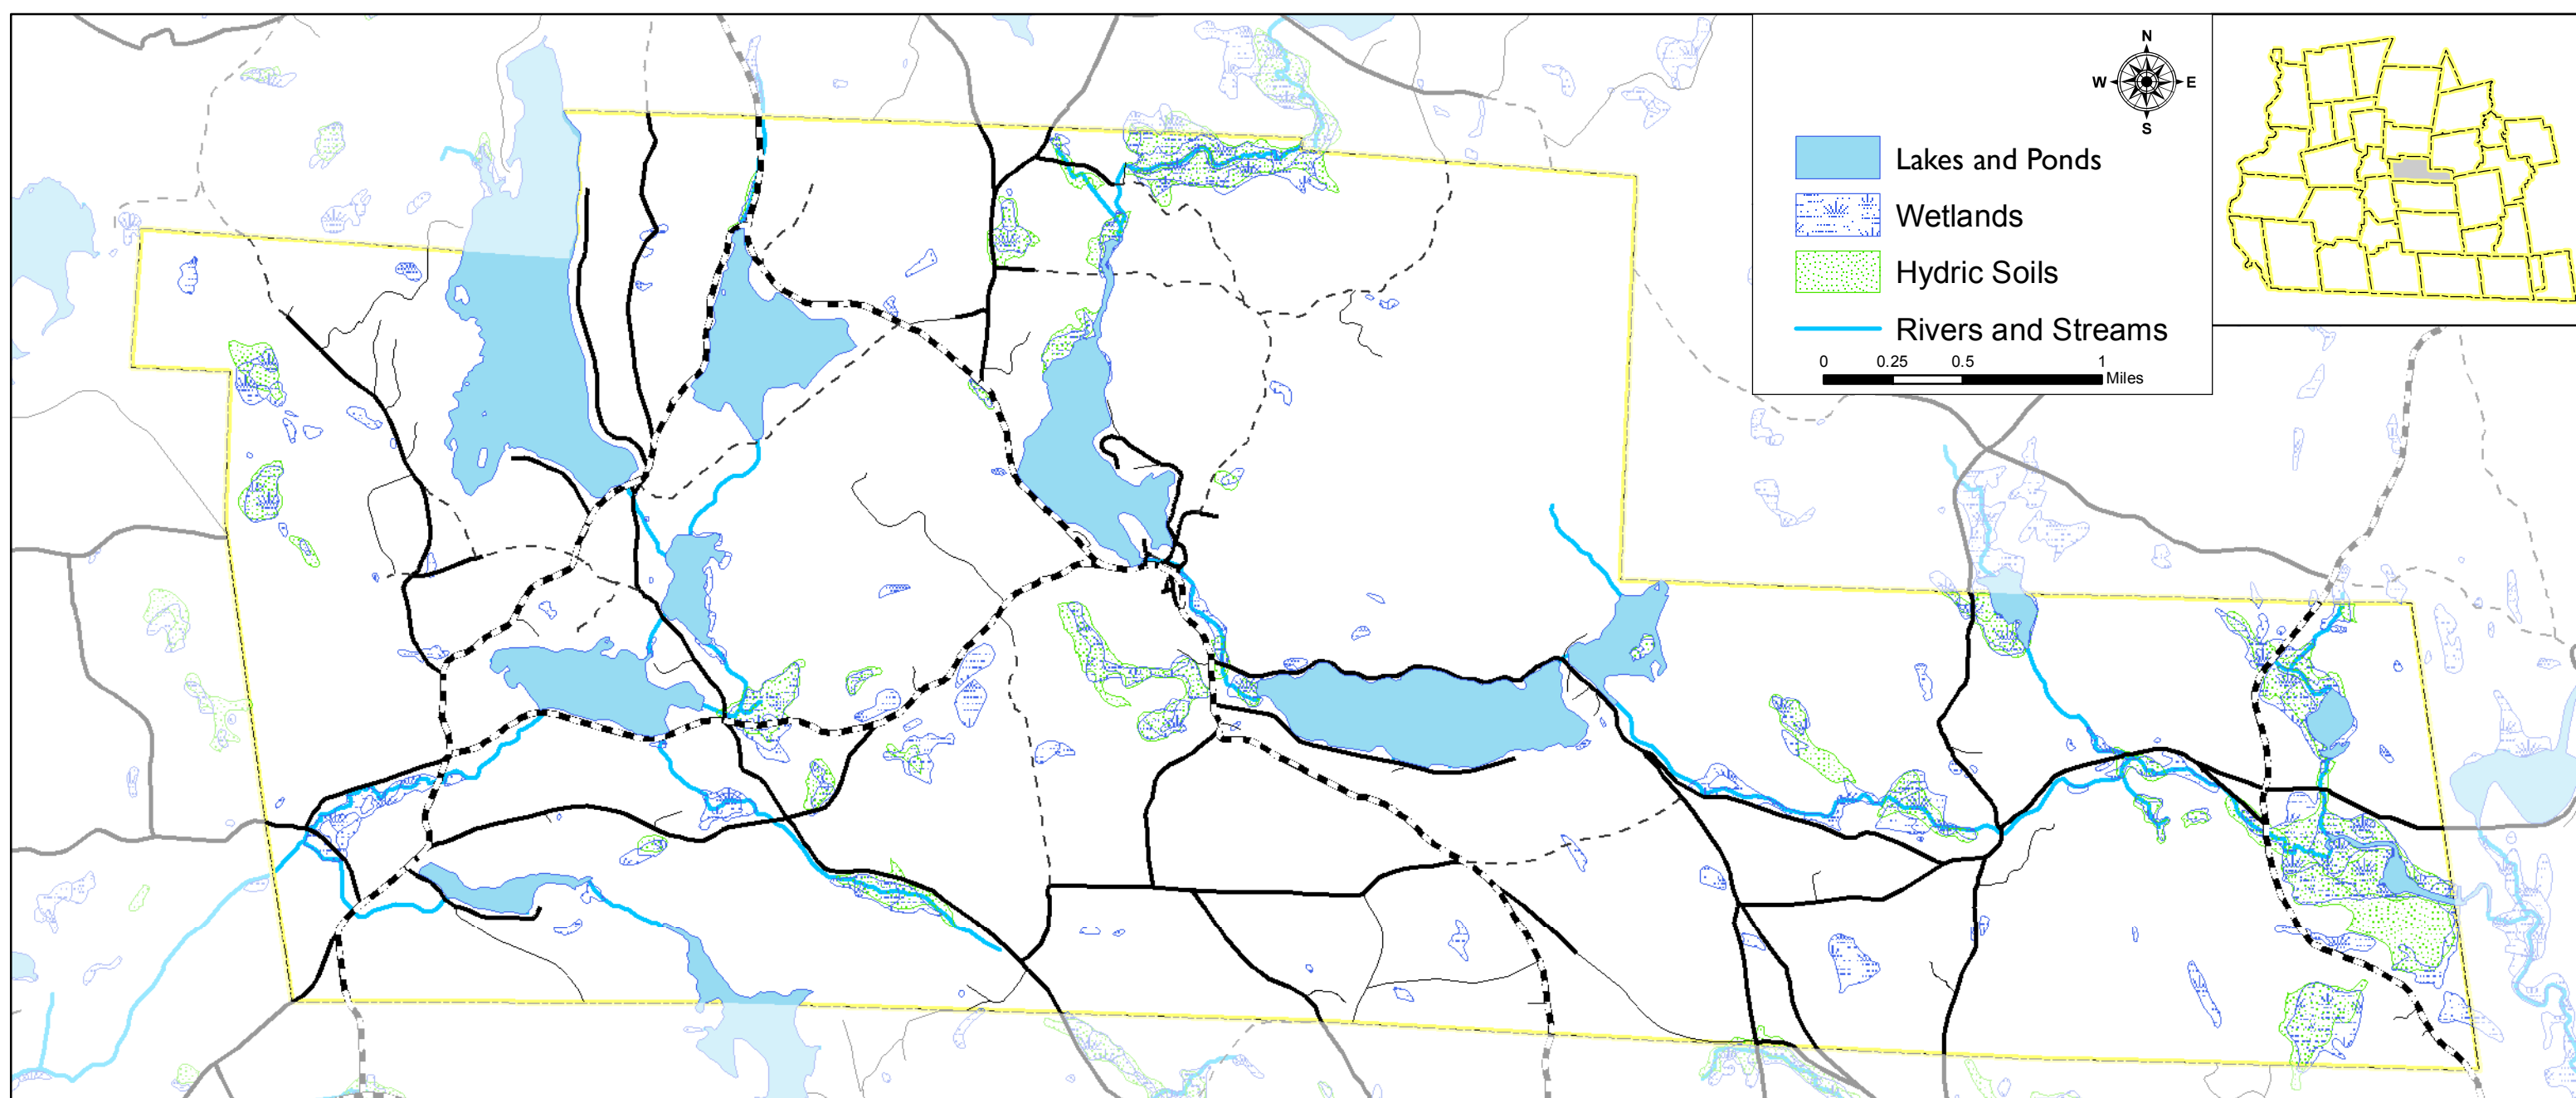 N
W E
S
Lakes and Ponds
Wetlands
Hydric Soils
Rivers and Streams
0 0.25 0.5 1
Miles